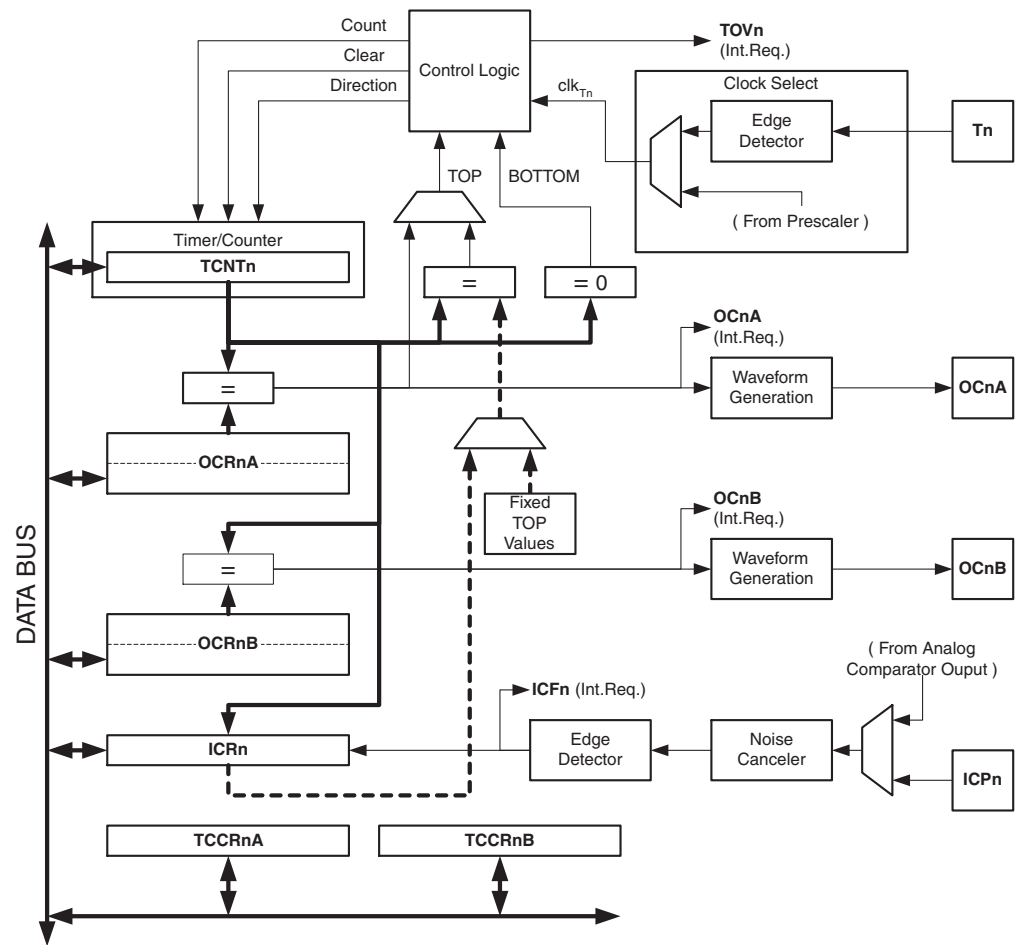 Count
Clear
Direction
Control Logic
TOVn
(Int.Req.)
clkTn
Clock Select
Edge
Detector
Tn
( From Prescaler )
TOP
BOTTOM
Timer/Counter
TCNTn
=
= 0
=
OCRnA
OCnA
(Int.Req.)
Waveform
Generation
OCnA
Fixed
TOP
Values
OCnB
(Int.Req.)
=
Waveform
Generation
OCnB
OCRnB
DATA BUS
( From Analog
Comparator Ouput )
ICFn (Int.Req.)
ICRn
Edge
Detector
Noise
Canceler
ICPn
TCCRnA
TCCRnB